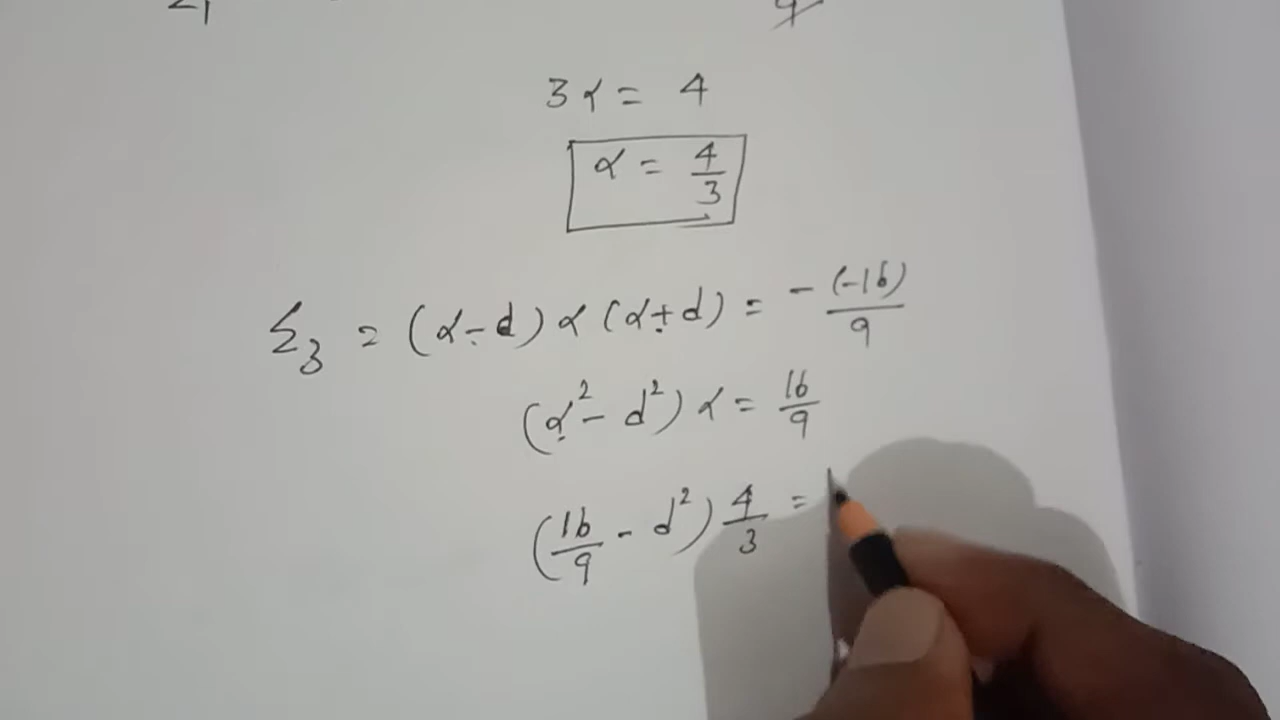 3α = 4
α = 4/3
Σ₃ = (α - d) α (α + d) = - (-16)/9
(α² - d²) α = 16/9
(16/9 - d²) 4/3 =